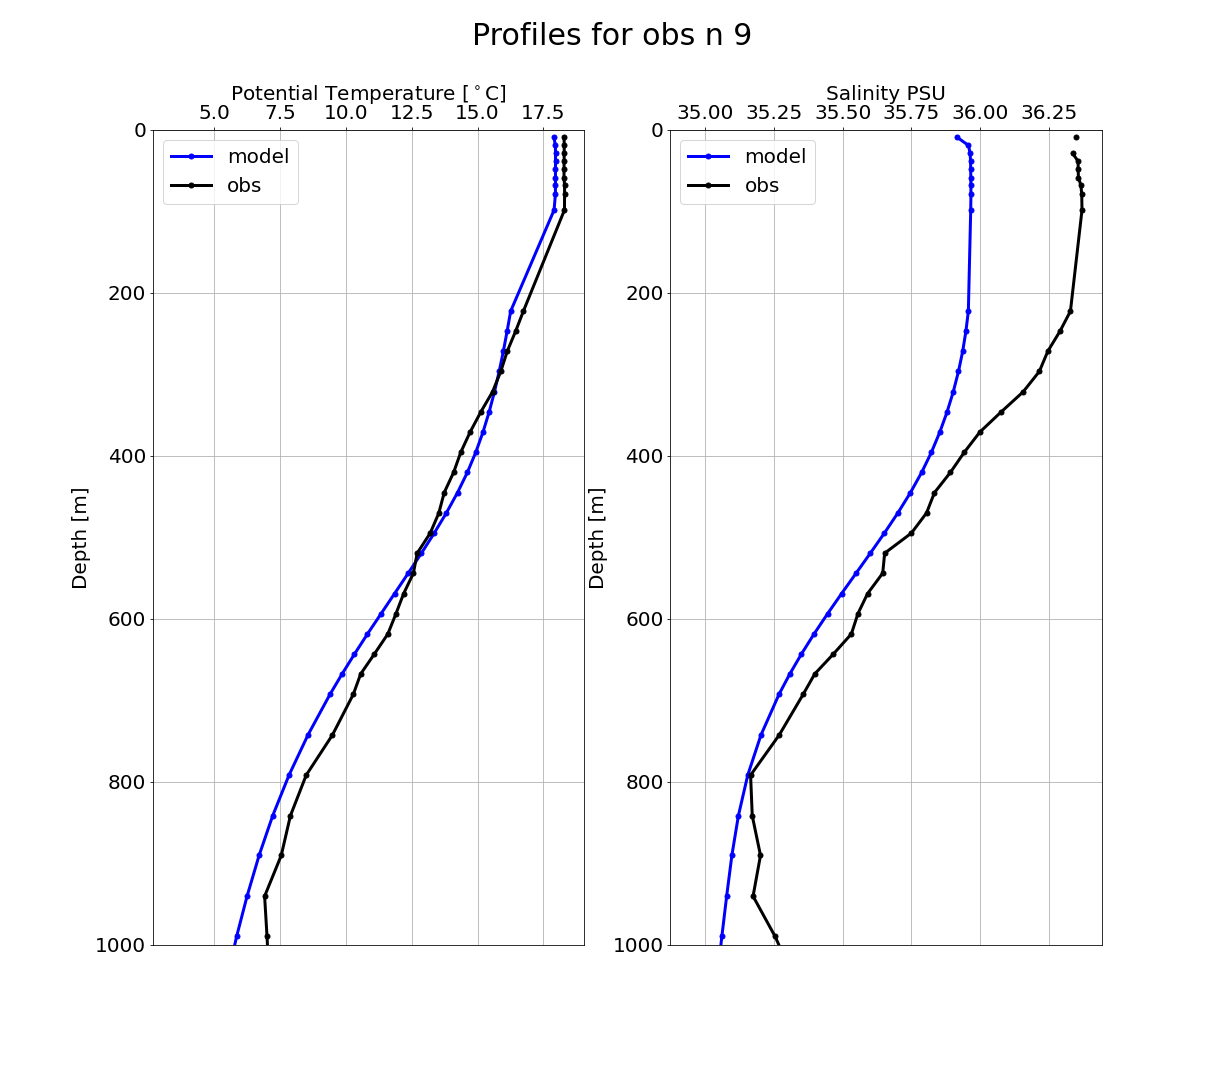 Profiles for obs n 9
Potential Temperature [°C]
5.0 7.5 10.0 12.5 15.0 17.5
0
200
400
600
800
1000
Depth [m]
model
obs
Salinity PSU
35.00 35.25 35.50 35.75 36.00 36.25
0
200
400
600
800
1000
Depth [m]
model
obs